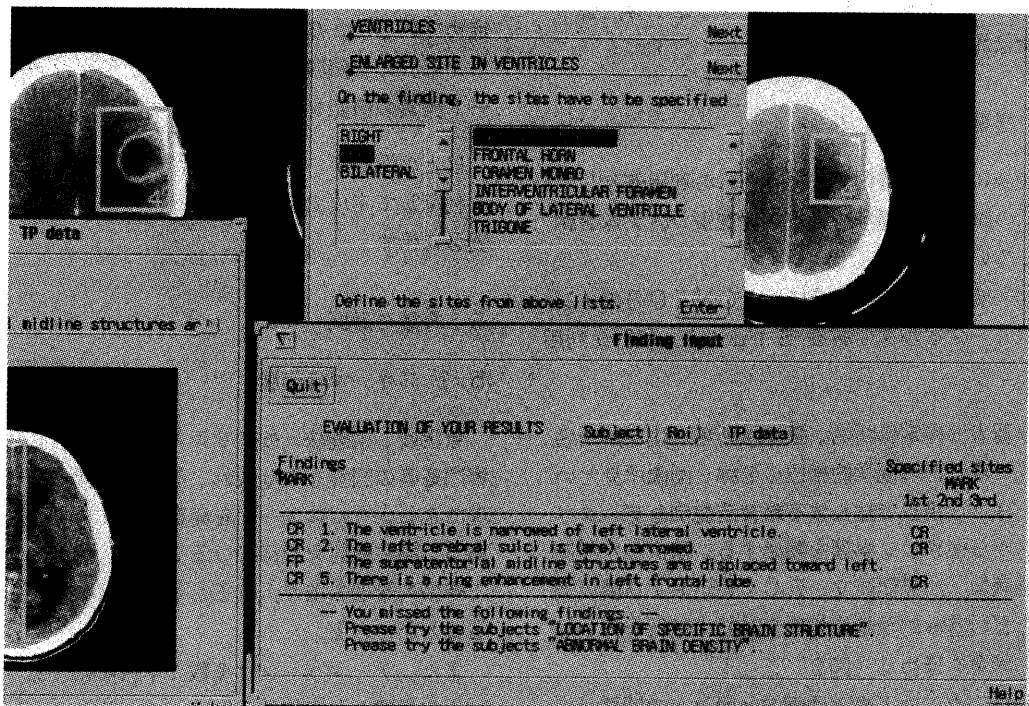 VENTRICLES
Next
ENLARGED SITE IN VENTRICLES
Next
On the finding, the sites have to be specified
RIGHT
BILATERAL
FRONTAL HORN
FORAMEN MONRO
INTERVENTRICULAR FORAMEN
BODY OF LATERAL VENTRICLE
TRIGONE
Define the sites from above lists.
Enter
TP data
midline structures ar
Finding input
Quit
EVALUATION OF YOUR RESULTS Subject Roi TP data
Findings
MARK
Specified sites
MARK
1st 2nd 3rd
CR 1. The ventricle is narrowed of left lateral ventricle. CR
CR 2. The left cerebral sulci is (are) narrowed. CR
FP The supratentorial midline structures are displaced toward left.
CR 5. There is a ring enhancement in left frontal lobe. CR
-- You missed the following findings --
Prease try the subjects "LOCATION OF SPECIFIC BRAIN STRUCTURE".
Prease try the subjects "ABNORMAL BRAIN DENSITY"
Help